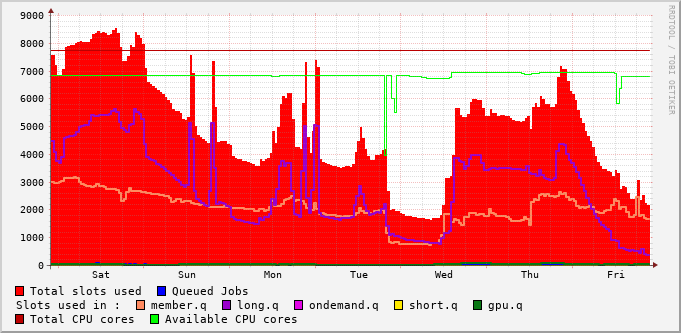 9000
8000
7000
6000
5000
4000
3000
2000
1000
0
Sat Sun Mon Tue Wed Thu Fri
RRDTOOL / TOBI OETIKER
Total slots used Queued Jobs
Slots used in : member.q long.q ondemand.q short.q gpu.q
Total CPU cores Available CPU cores